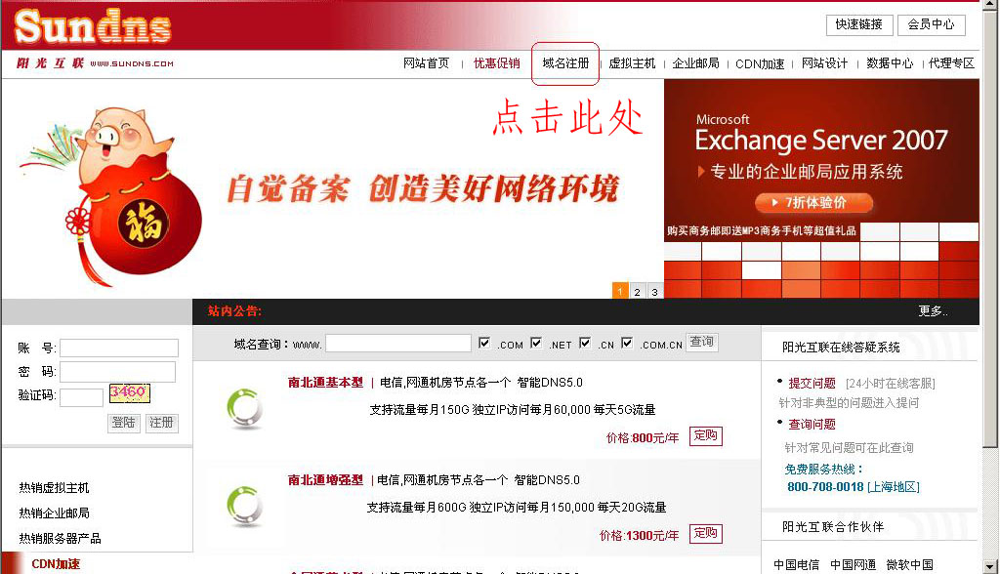 Sundns
快速链接 会员中心
阳光互联 WWW.SUNDNS.COM
网站首页 | 优惠促销 域名注册 | 虚拟主机 | 企业邮局 | CDN加速 | 网站设计 | 数据中心 | 代理专区
点击此处
Microsoft
Exchange Server 2007
专业的企业邮局应用系统
7折体验价
购买商务邮即送MP3商务手机等超值礼品
福
自觉备案 创造美好网络环境
1 2 3
站内公告:
更多..
域名查询：www. .COM .NET .CN .COM.CN 查询
账 号:
密 码:
验证码: 3460
登陆 注册
热销虚拟主机
热销企业邮局
热销服务器产品
CDN加速
南北通基本型 | 电信,网通机房节点各一个 智能DNS5.0
支持流量每月150G 独立IP访问每月60,000 每天5G流量
价格:800元/年 定购
南北通增强型 | 电信,网通机房节点各一个 智能DNS5.0
支持流量每月600G 独立IP访问每月150,000 每天20G流量
价格:1300元/年 定购
阳光互联在线答疑系统
提交问题 [24小时在线客服]
针对非典型的问题进入提问
查询问题
针对常见问题可在此查询
免费服务热线：
800-708-0018 [上海地区]
阳光互联合作伙伴
中国电信 中国网通 微软中国